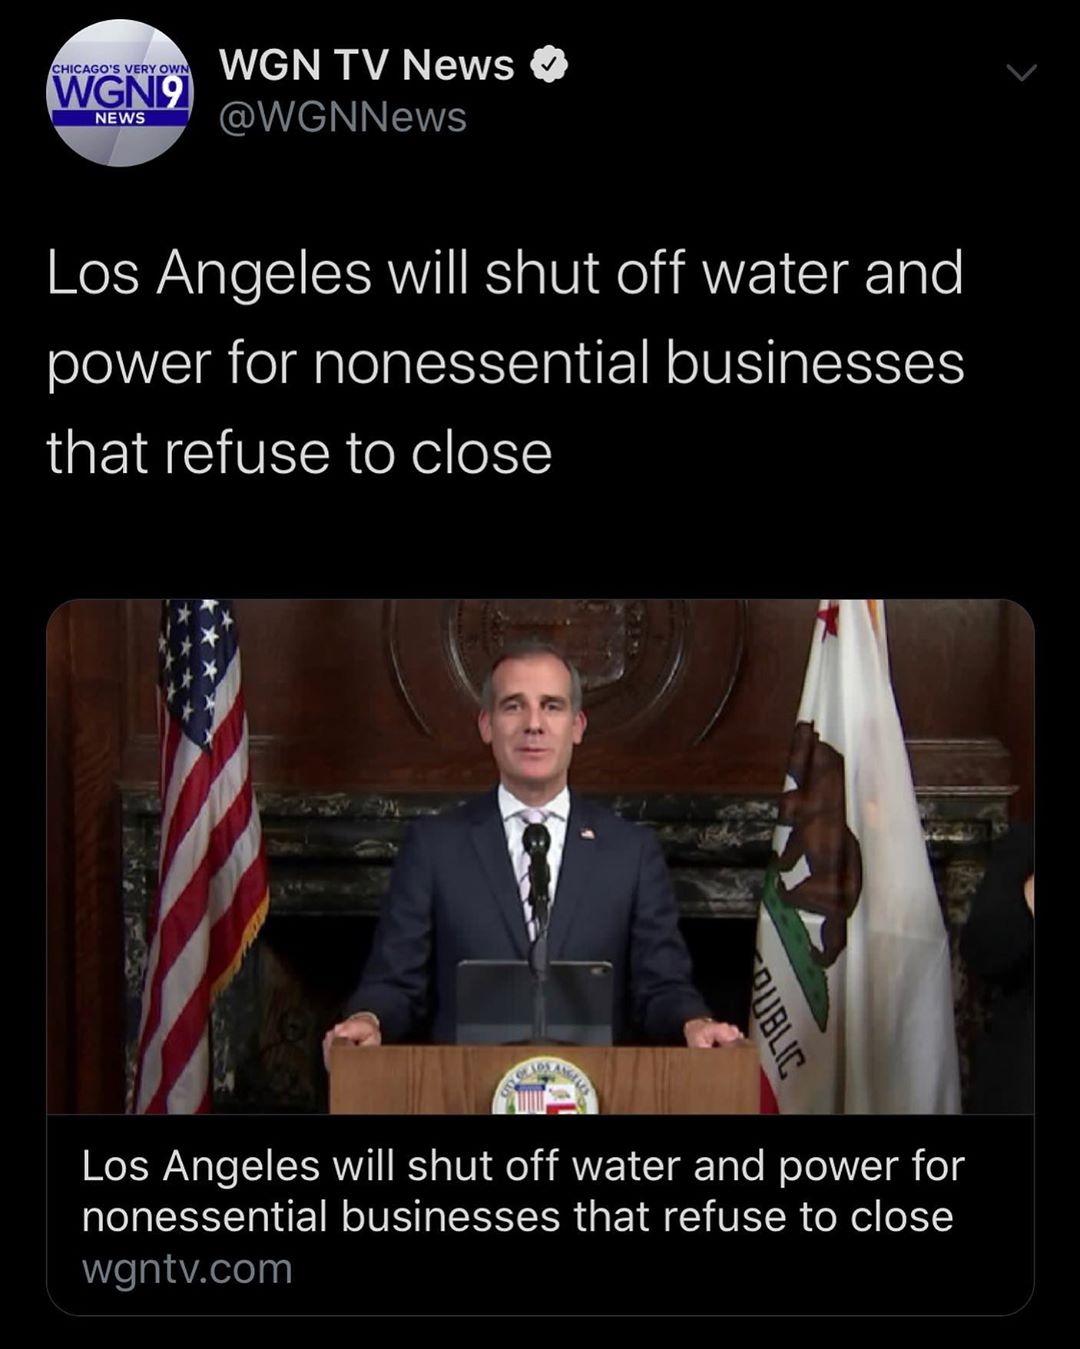 CHICAGO'S VERY OWN
WGN9
NEWS
WGN TV News
@WGNNews
Los Angeles will shut off water and
power for nonessential businesses
that refuse to close
PUBLIC
CITY OF LOS ANGELES
Los Angeles will shut off water and power for
nonessential businesses that refuse to close
wgntv.com